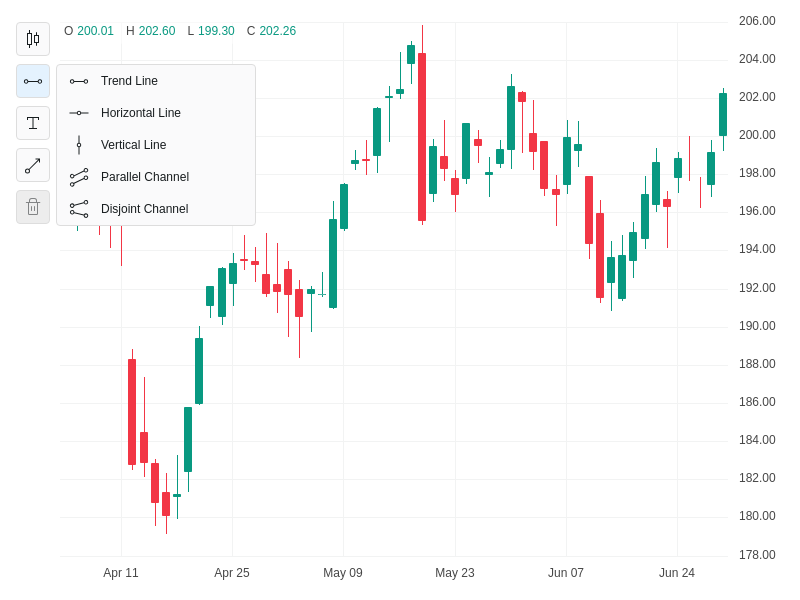 O 200.01 H 202.60 L 199.30 C 202.26
Trend Line
Horizontal Line
Vertical Line
Parallel Channel
Disjoint Channel
206.00
204.00
202.00
200.00
198.00
196.00
194.00
192.00
190.00
188.00
186.00
184.00
182.00
180.00
178.00
Apr 11 Apr 25 May 09 May 23 Jun 07 Jun 24